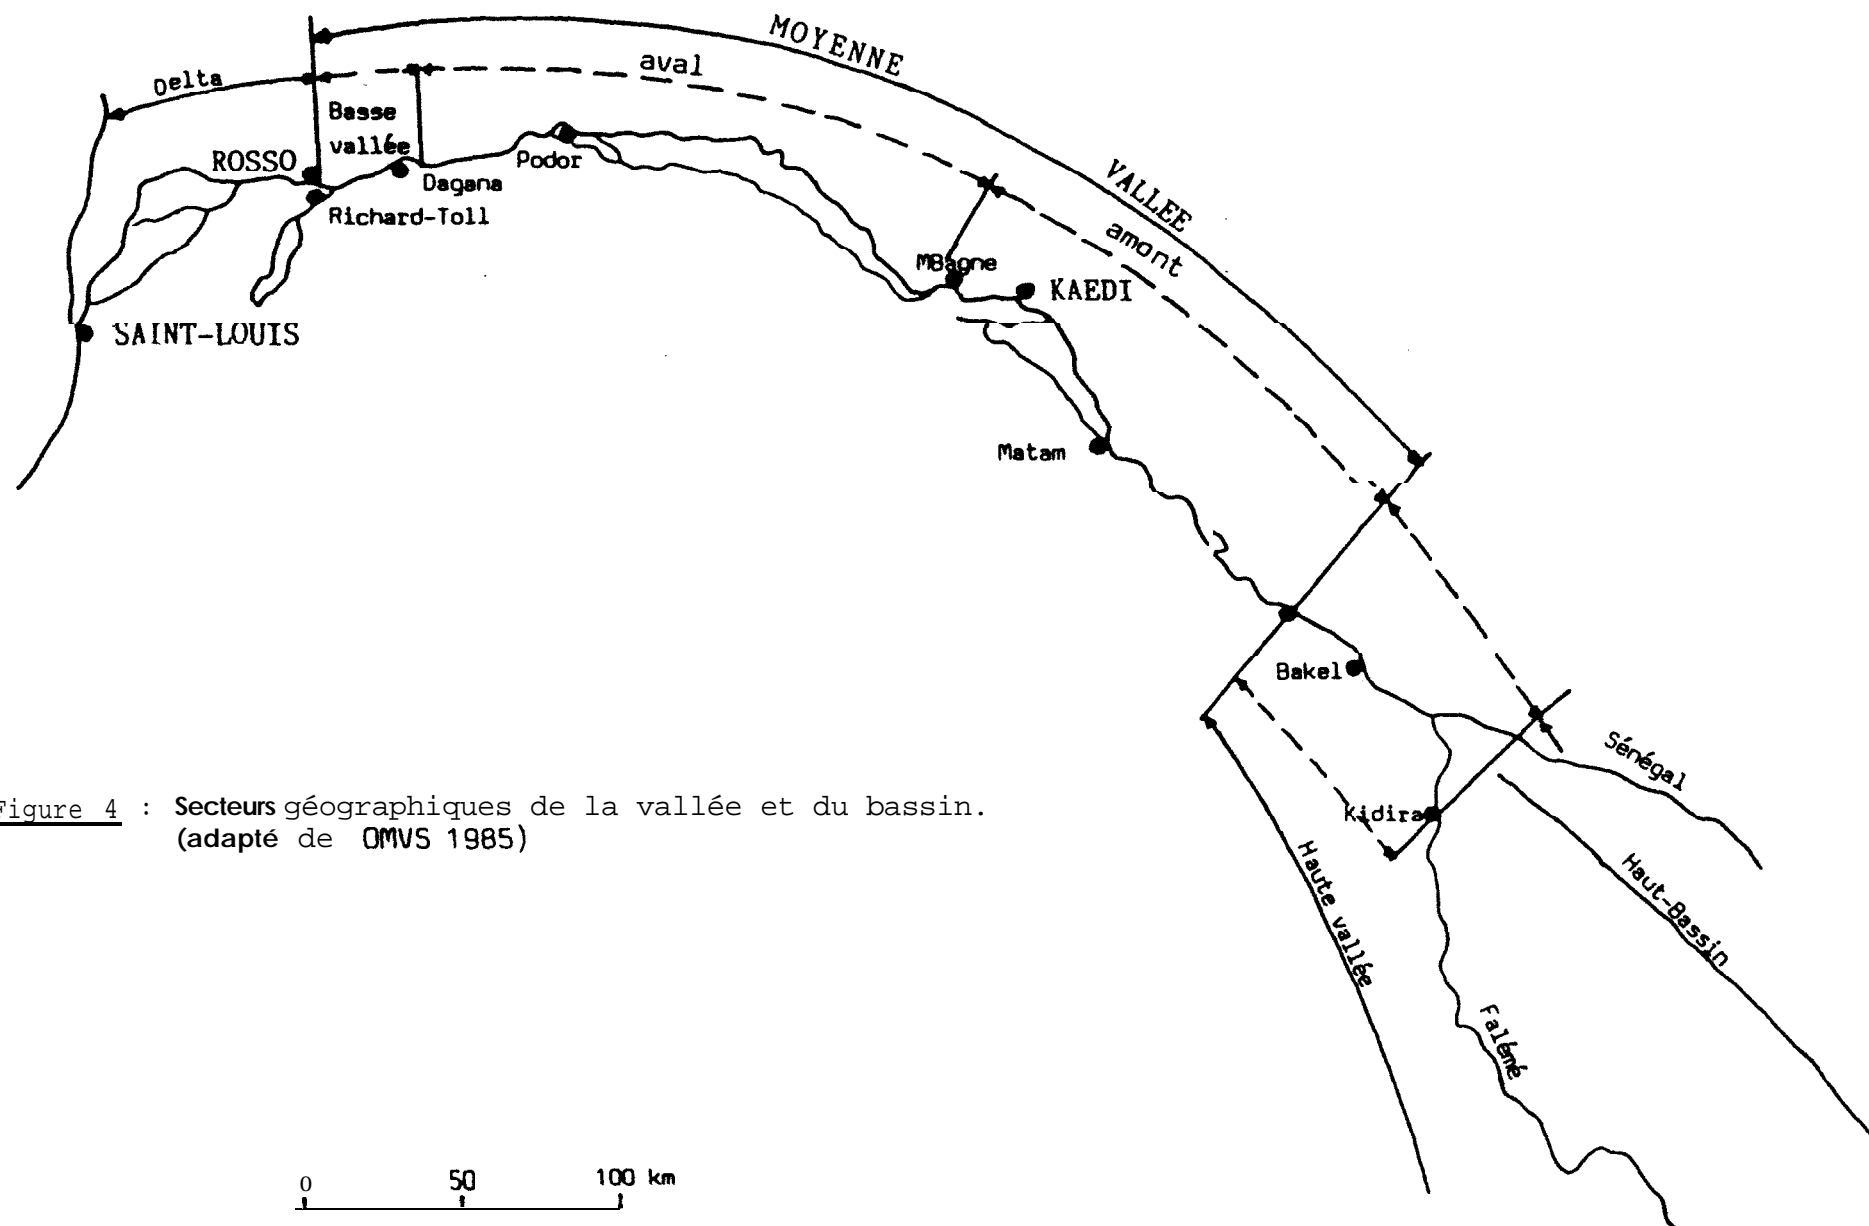 MOYENNE
VALLEE
Delta
aval
Basse
vallée
ROSSO
Podor
Dagana
Richard-Toll
amont
MBagne
KAEDI
SAINT-LOUIS
Matam
Bakel
Sénégal
Kidira
Haute vallée
Haut-Bassin
Falémé
Figure 4 : Secteurs géographiques de la vallée et du bassin.
(adapté de OMVS 1985)
0 50 100 km